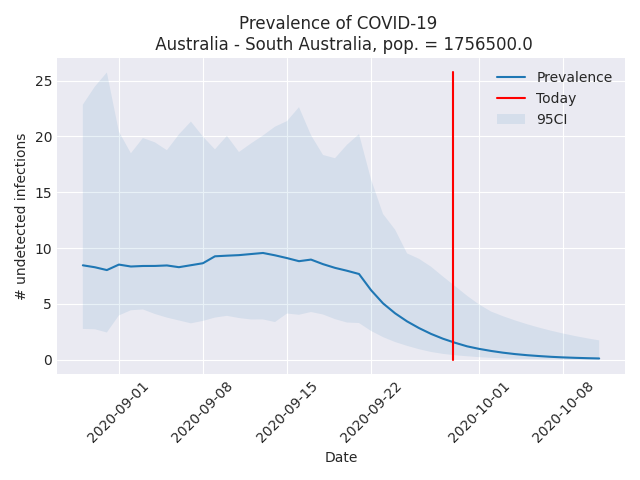 Prevalence of COVID-19
Australia - South Australia, pop. = 1756500.0
Prevalence
Today
95CI
25
20
15
10
5
0
# undetected infections
2020-09-01
2020-09-08
2020-09-15
2020-09-22
2020-10-01
2020-10-08
Date